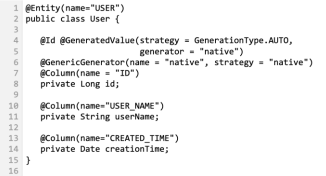 1 @Entity(name="USER")
2 public class User {
3
4 @Id @GeneratedValue(strategy = GenerationType.AUTO,
5 generator = "native")
6 @GenericGenerator(name = "native", strategy = "native")
7 @Column(name = "ID")
8 private Long id;
9
10 @Column(name="USER_NAME")
11 private String userName;
12
13 @Column(name="CREATED_TIME")
14 private Date creationTime;
15 }
16